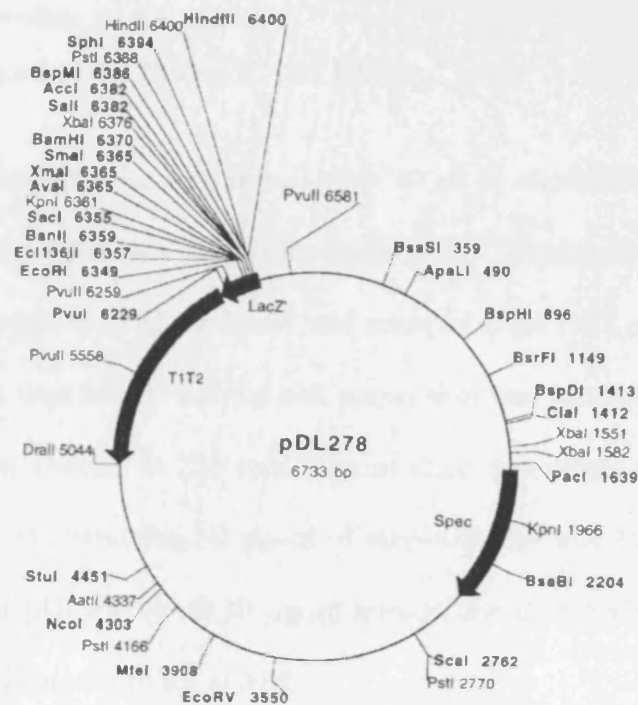 HindII 6400
HindIII 6400
SphI 6394
PstI 6388
BspMI 6386
AccI 6382
SalI 6382
XbaI 6376
BamHI 6370
SmaI 6365
XmaI 6365
AvaI 6365
KpnI 6361
SacI 6355
BanII 6359
Ecl136II 6357
EcoRI 6349
PvuII 6259
PvuI 6229
PvuII 5558
DraII 5044
StuI 4451
AatII 4337
NcoI 4303
PstI 4166
MfeI 3908
EcoRV 3550
PvuII 6581
BssSI 359
ApaLI 490
BspHI 896
BsrFI 1149
BspDI 1413
ClaI 1412
XbaI 1551
XbaI 1582
PacI 1639
KpnI 1966
BsaBI 2204
ScaI 2762
PstI 2770
LacZ'
T1T2
Spec
pDL278
6733 bp